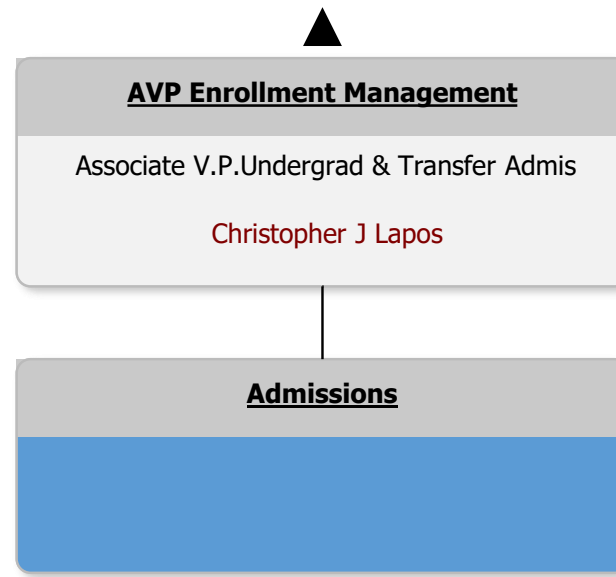 AVP Enrollment Management
Associate V.P.Undergrad & Transfer Admis
Christopher J Lapos
Admissions